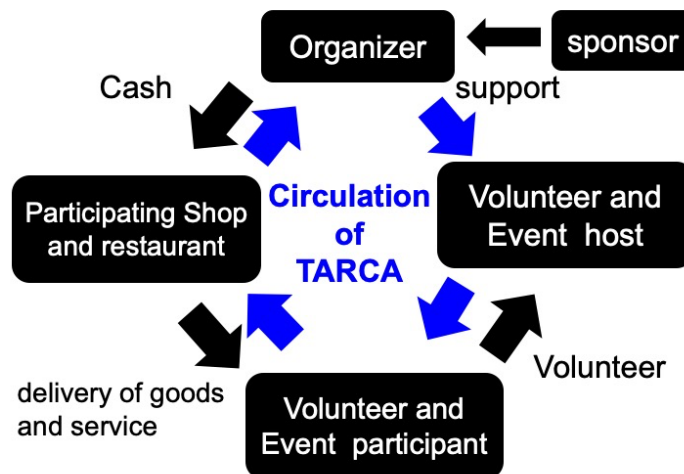 Organizer
sponsor
Cash
support
Participating Shop
and restaurant
Circulation
of
TARCA
Volunteer and
Event host
delivery of goods
and service
Volunteer and
Event participant
Volunteer